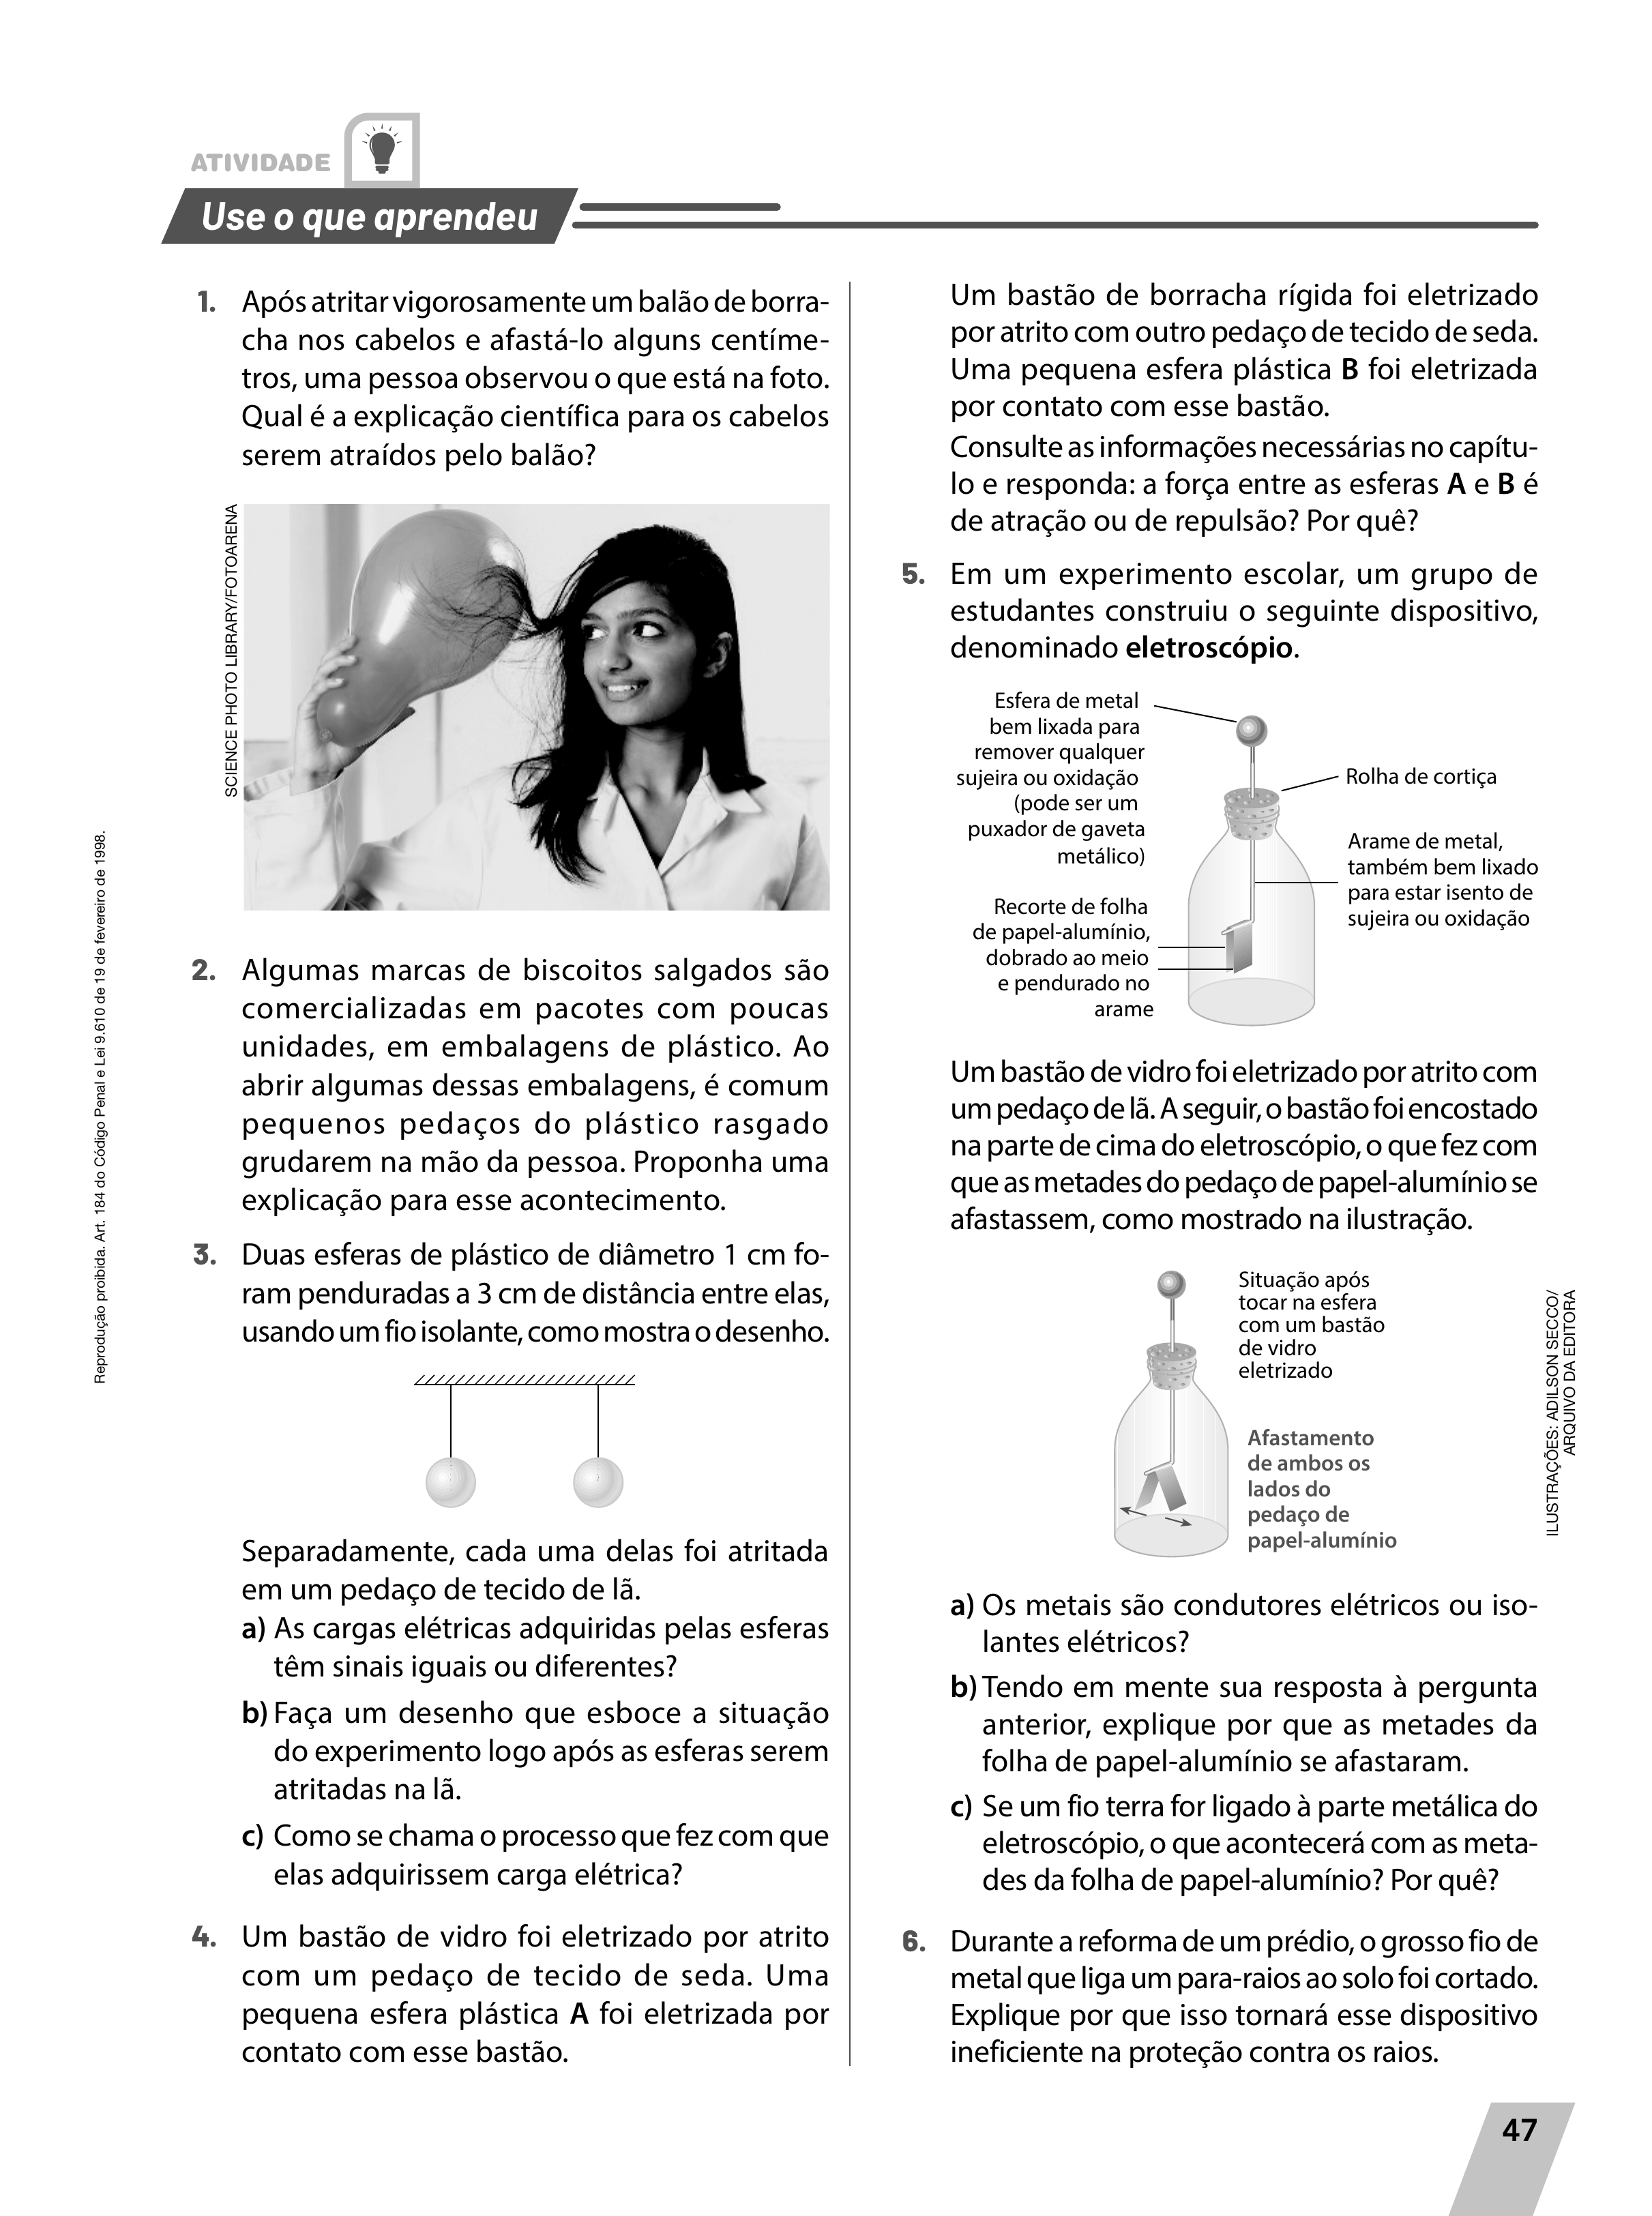 ATIVIDADE
Use o que aprendeu
1. Após atritar vigorosamente um balão de borra-
cha nos cabelos e afastá-lo alguns centíme-
tros, uma pessoa observou o que está na foto.
Qual é a explicação científica para os cabelos
serem atraídos pelo balão?
SCIENCE PHOTO LIBRARY/FOTOARENA
2. Algumas marcas de biscoitos salgados são
comercializadas em pacotes com poucas
unidades, em embalagens de plástico. Ao
abrir algumas dessas embalagens, é comum
pequenos pedaços do plástico rasgado
grudarem na mão da pessoa. Proponha uma
explicação para esse acontecimento.
3. Duas esferas de plástico de diâmetro 1 cm fo-
ram penduradas a 3 cm de distância entre elas,
usando um fio isolante, como mostra o desenho.
Separadamente, cada uma delas foi atritada
em um pedaço de tecido de lã.
a) As cargas elétricas adquiridas pelas esferas
têm sinais iguais ou diferentes?
b) Faça um desenho que esboce a situação
do experimento logo após as esferas serem
atritadas na lã.
c) Como se chama o processo que fez com que
elas adquirissem carga elétrica?
4. Um bastão de vidro foi eletrizado por atrito
com um pedaço de tecido de seda. Uma
pequena esfera plástica A foi eletrizada por
contato com esse bastão.
Um bastão de borracha rígida foi eletrizado
por atrito com outro pedaço de tecido de seda.
Uma pequena esfera plástica B foi eletrizada
por contato com esse bastão.
Consulte as informações necessárias no capítu-
lo e responda: a força entre as esferas A e B é
de atração ou de repulsão? Por quê?
5. Em um experimento escolar, um grupo de
estudantes construiu o seguinte dispositivo,
denominado eletroscópio.
Esfera de metal
bem lixada para
remover qualquer
sujeira ou oxidação
(pode ser um
puxador de gaveta
metálico)
Rolha de cortiça
Arame de metal,
também bem lixado
para estar isento de
sujeira ou oxidação
Recorte de folha
de papel-alumínio,
dobrado ao meio
e pendurado no
arame
Um bastão de vidro foi eletrizado por atrito com
um pedaço de lã. A seguir, o bastão foi encostado
na parte de cima do eletroscópio, o que fez com
que as metades do pedaço de papel-alumínio se
afastassem, como mostrado na ilustração.
Situação após
tocar na esfera
com um bastão
de vidro
eletrizado
Afastamento
de ambos os
lados do
pedaço de
papel-alumínio
ILUSTRAÇÕES: ADILSON SECCO/
ARQUIVO DA EDITORA
a) Os metais são condutores elétricos ou iso-
lantes elétricos?
b) Tendo em mente sua resposta à pergunta
anterior, explique por que as metades da
folha de papel-alumínio se afastaram.
c) Se um fio terra for ligado à parte metálica do
eletroscópio, o que acontecerá com as meta-
des da folha de papel-alumínio? Por quê?
6. Durante a reforma de um prédio, o grosso fio de
metal que liga um para-raios ao solo foi cortado.
Explique por que isso tornará esse dispositivo
ineficiente na proteção contra os raios.
Reprodução proibida. Art. 184 do Código Penal e Lei 9.610 de 19 de fevereiro de 1998.
47